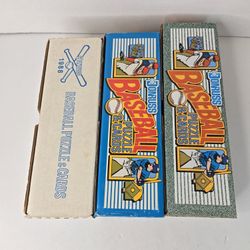 1986
BASEBALL PUZZLE & CARDS
DONRUSS
BASEBALL
PUZZLE
& CARDS
DONRUSS
BASEBALL
PUZZLE
& CARDS